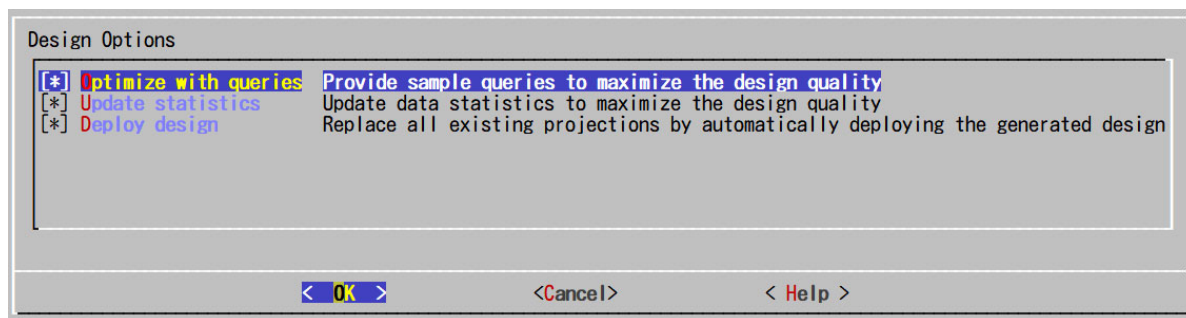 Design Options
[*] Optimize with queries Provide sample queries to maximize the design quality
[*] Update statistics Update data statistics to maximize the design quality
[*] Deploy design Replace all existing projections by automatically deploying the generated design
< OK > <Cancel> < Help >